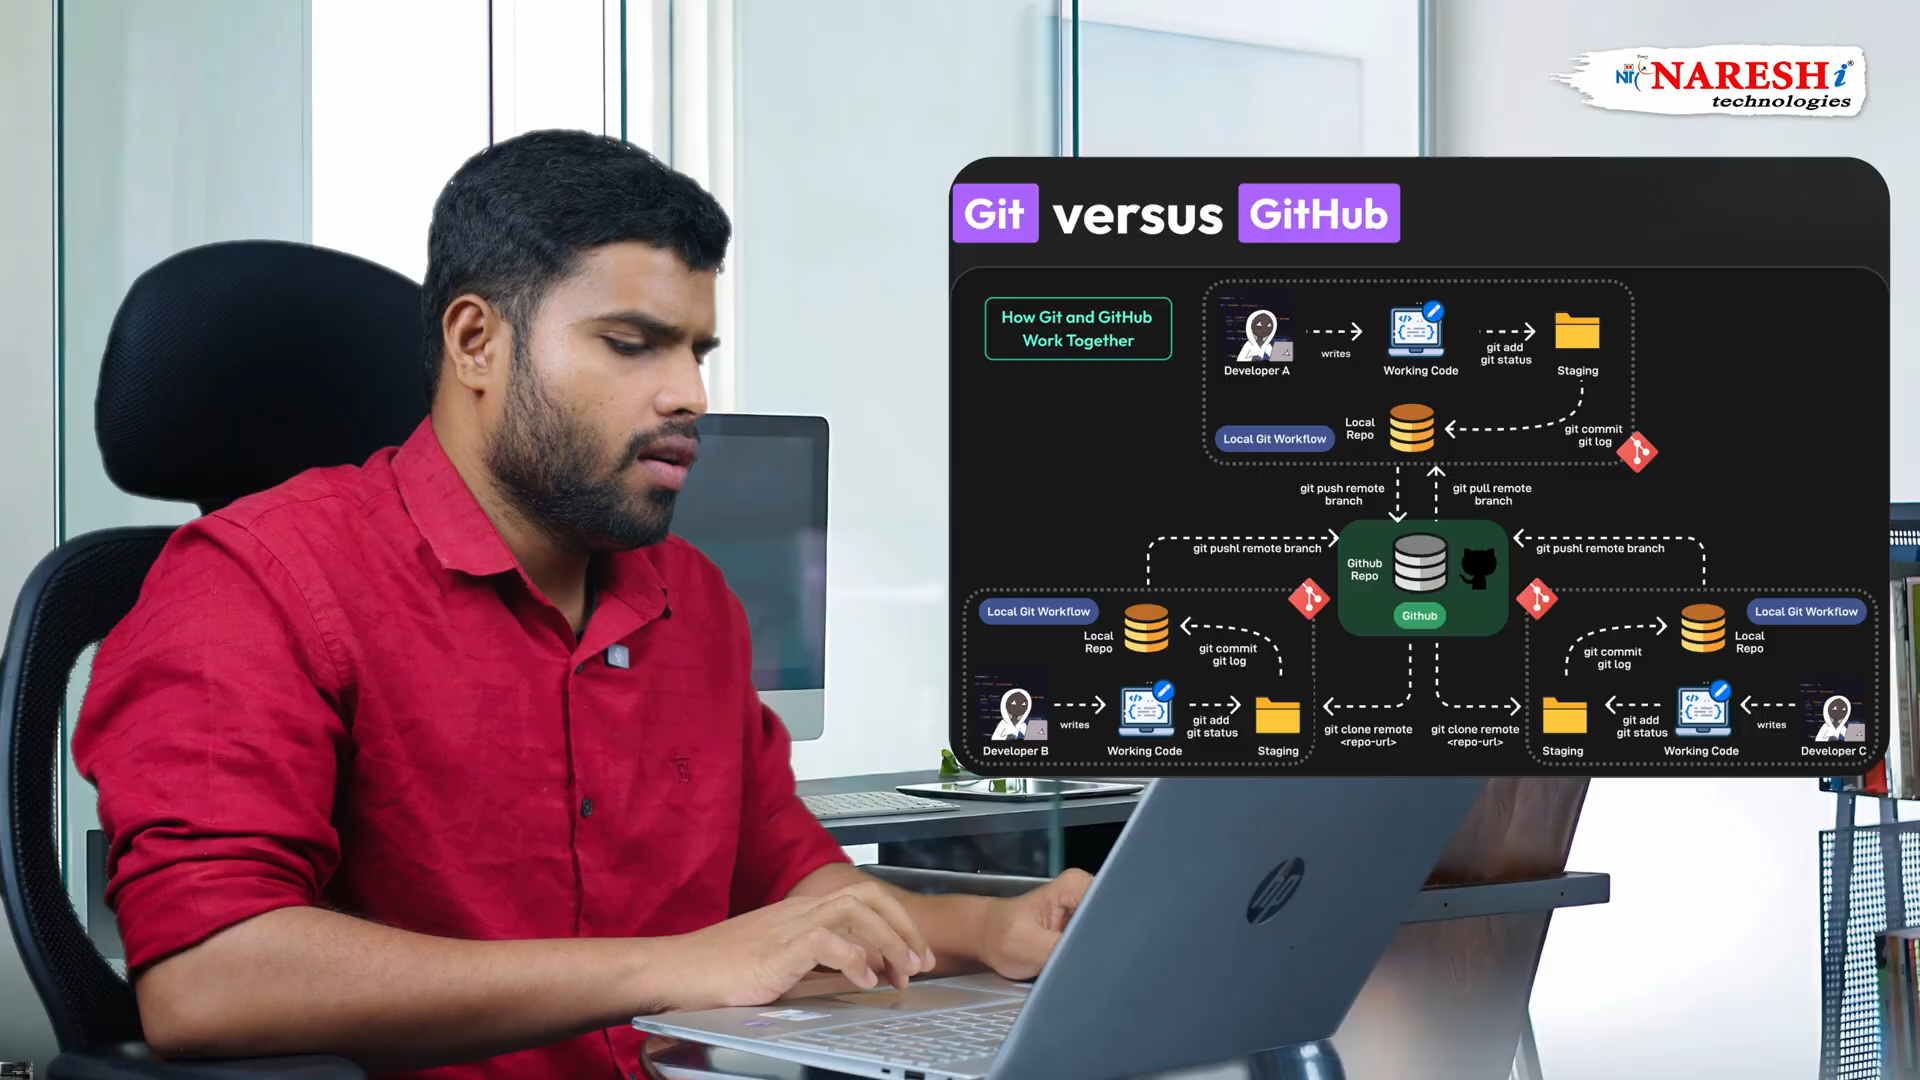 NARESHi
technologies
Git versus GitHub
How Git and GitHub
Work Together
Developer A
writes
Working Code
git add
git status
Staging
Local Git Workflow
Local
Repo
git commit
git log
git push remote
branch
git pull remote
branch
git pushl remote branch
git pushl remote branch
Github
Repo
Github
Local Git Workflow
Local
Repo
git commit
git log
Developer B
writes
Working Code
git add
git status
Staging
git clone remote
<repo-url>
git clone remote
<repo-url>
Local Git Workflow
Local
Repo
git commit
git log
Staging
git add
git status
Working Code
writes
Developer C
hp